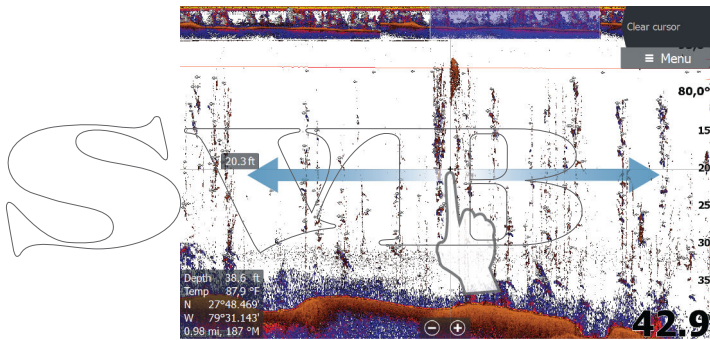 Clear cursor
≡ Menu
80,0°
15
20.3 ft
20
25
30
35
Depth 38.6 ft
Temp 87,9 °F
N 27°48.469'
W 79°31.143'
0.98 mi, 187 °M
42.9